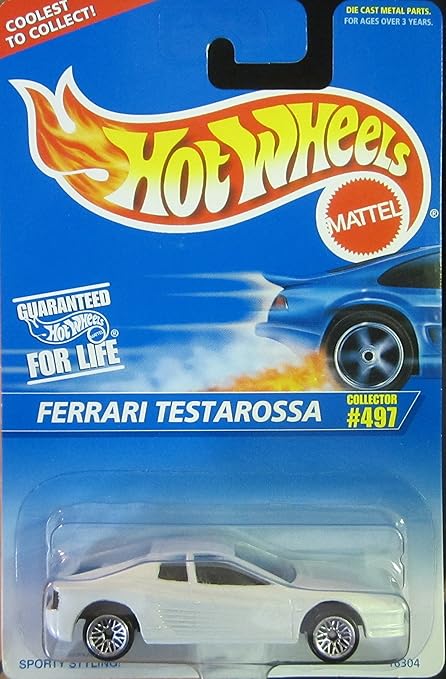 COOLEST
TO COLLECT!
DIE CAST METAL PARTS.
FOR AGES OVER 3 YEARS.
HOT WHEELS
MATTEL
®
GUARANTEED
HOT WHEELS
®
FOR LIFE
FERRARI TESTAROSSA
COLLECTOR
#497
SPORTY STYLING!
16304